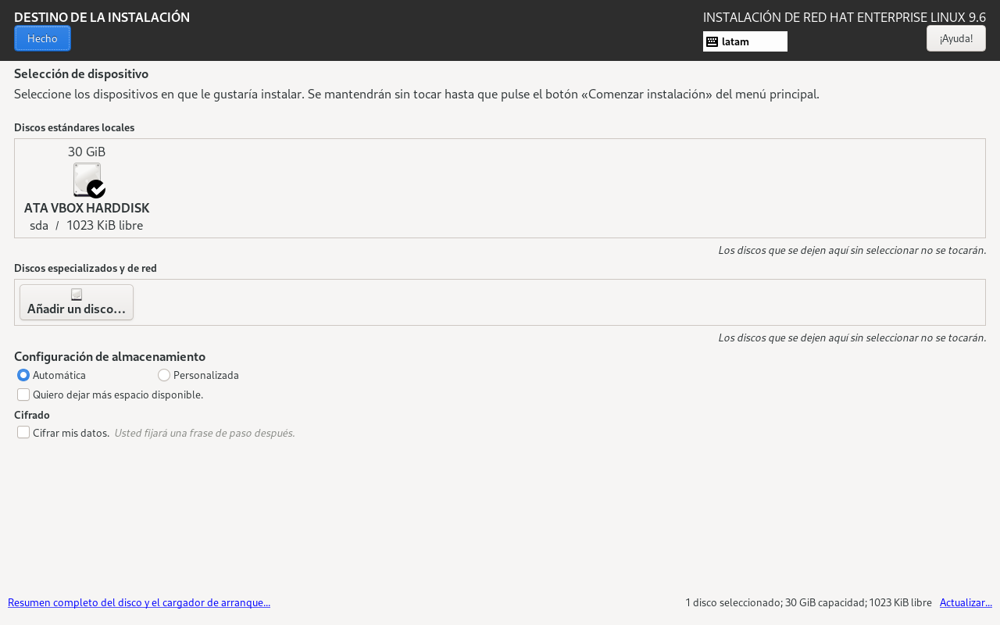 DESTINO DE LA INSTALACIÓN
INSTALACIÓN DE RED HAT ENTERPRISE LINUX 9.6
Hecho
latam
¡Ayuda!
Selección de dispositivo
Seleccione los dispositivos en que le gustaría instalar. Se mantendrán sin tocar hasta que pulse el botón «Comenzar instalación» del menú principal.
Discos estándares locales
30 GiB
ATA VBOX HARDDISK
sda / 1023 KiB libre
Los discos que se dejen aquí sin seleccionar no se tocarán.
Discos especializados y de red
Añadir un disco...
Los discos que se dejen aquí sin seleccionar no se tocarán.
Configuración de almacenamiento
Automática Personalizada
Quiero dejar más espacio disponible.
Cifrado
Cifrar mis datos. Usted fijará una frase de paso después.
Resumen completo del disco y el cargador de arranque...
1 disco seleccionado; 30 GiB capacidad; 1023 KiB libre Actualizar...